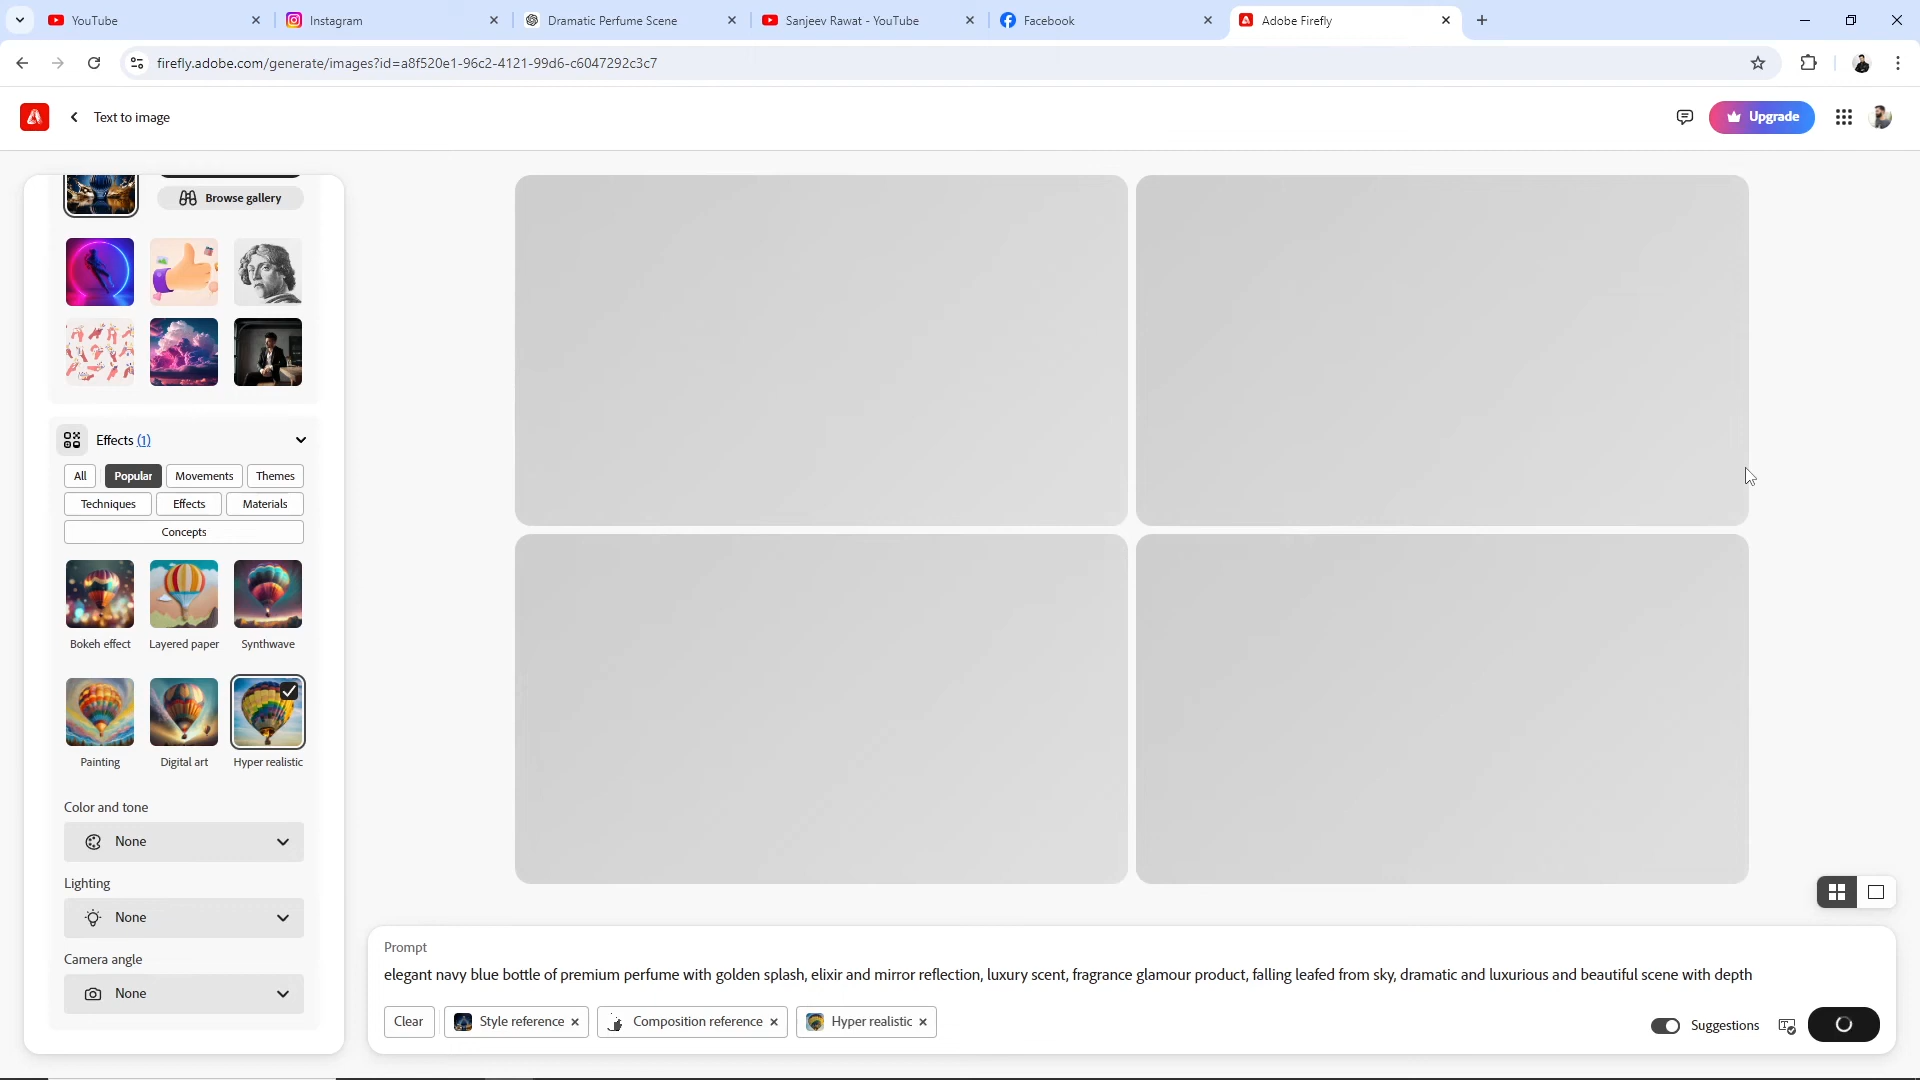 YouTube
Instagram
Dramatic Perfume Scene
Sanjeev Rawat - YouTube
Facebook
Adobe Firefly
firefly.adobe.com/generate/images?id=a8f520e1-96c2-4121-99d6-c6047292c3c7
Text to image
Upgrade
Browse gallery
Effects (1)
All
Popular
Movements
Themes
Techniques
Effects
Materials
Concepts
Bokeh effect
Layered paper
Synthwave
Painting
Digital art
Hyper realistic
Color and tone
None
Lighting
None
Camera angle
None
Prompt
elegant navy blue bottle of premium perfume with golden splash, elixir and mirror reflection, luxury scent, fragrance glamour product, falling leafed from sky, dramatic and luxurious and beautiful scene with depth
Clear
Style reference
Composition reference
Hyper realistic
Suggestions